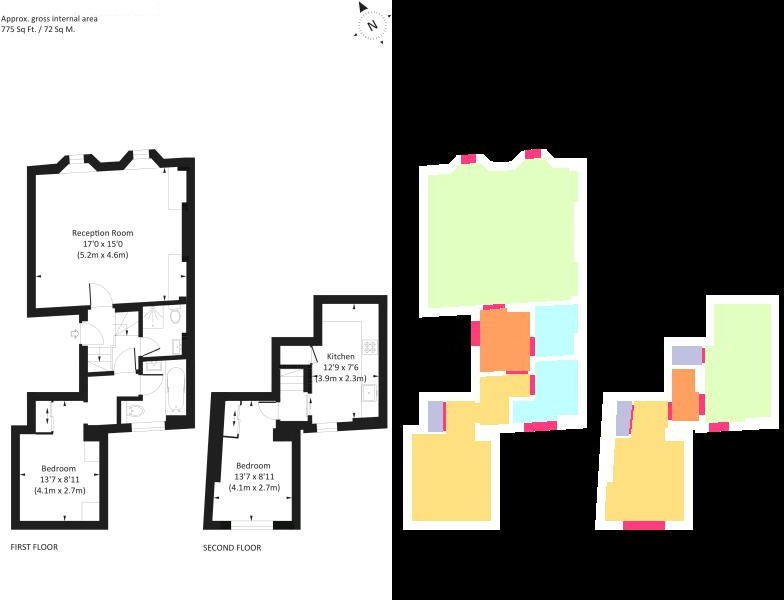 Approx. gross internal area
775 Sq Ft. / 72 Sq M.
N
Reception Room
17'0 x 15'0
(5.2m x 4.6m)
Kitchen
12'9 x 7'6
(3.9m x 2.3m)
Bedroom
13'7 x 8'11
(4.1m x 2.7m)
Bedroom
13'7 x 8'11
(4.1m x 2.7m)
FIRST FLOOR
SECOND FLOOR